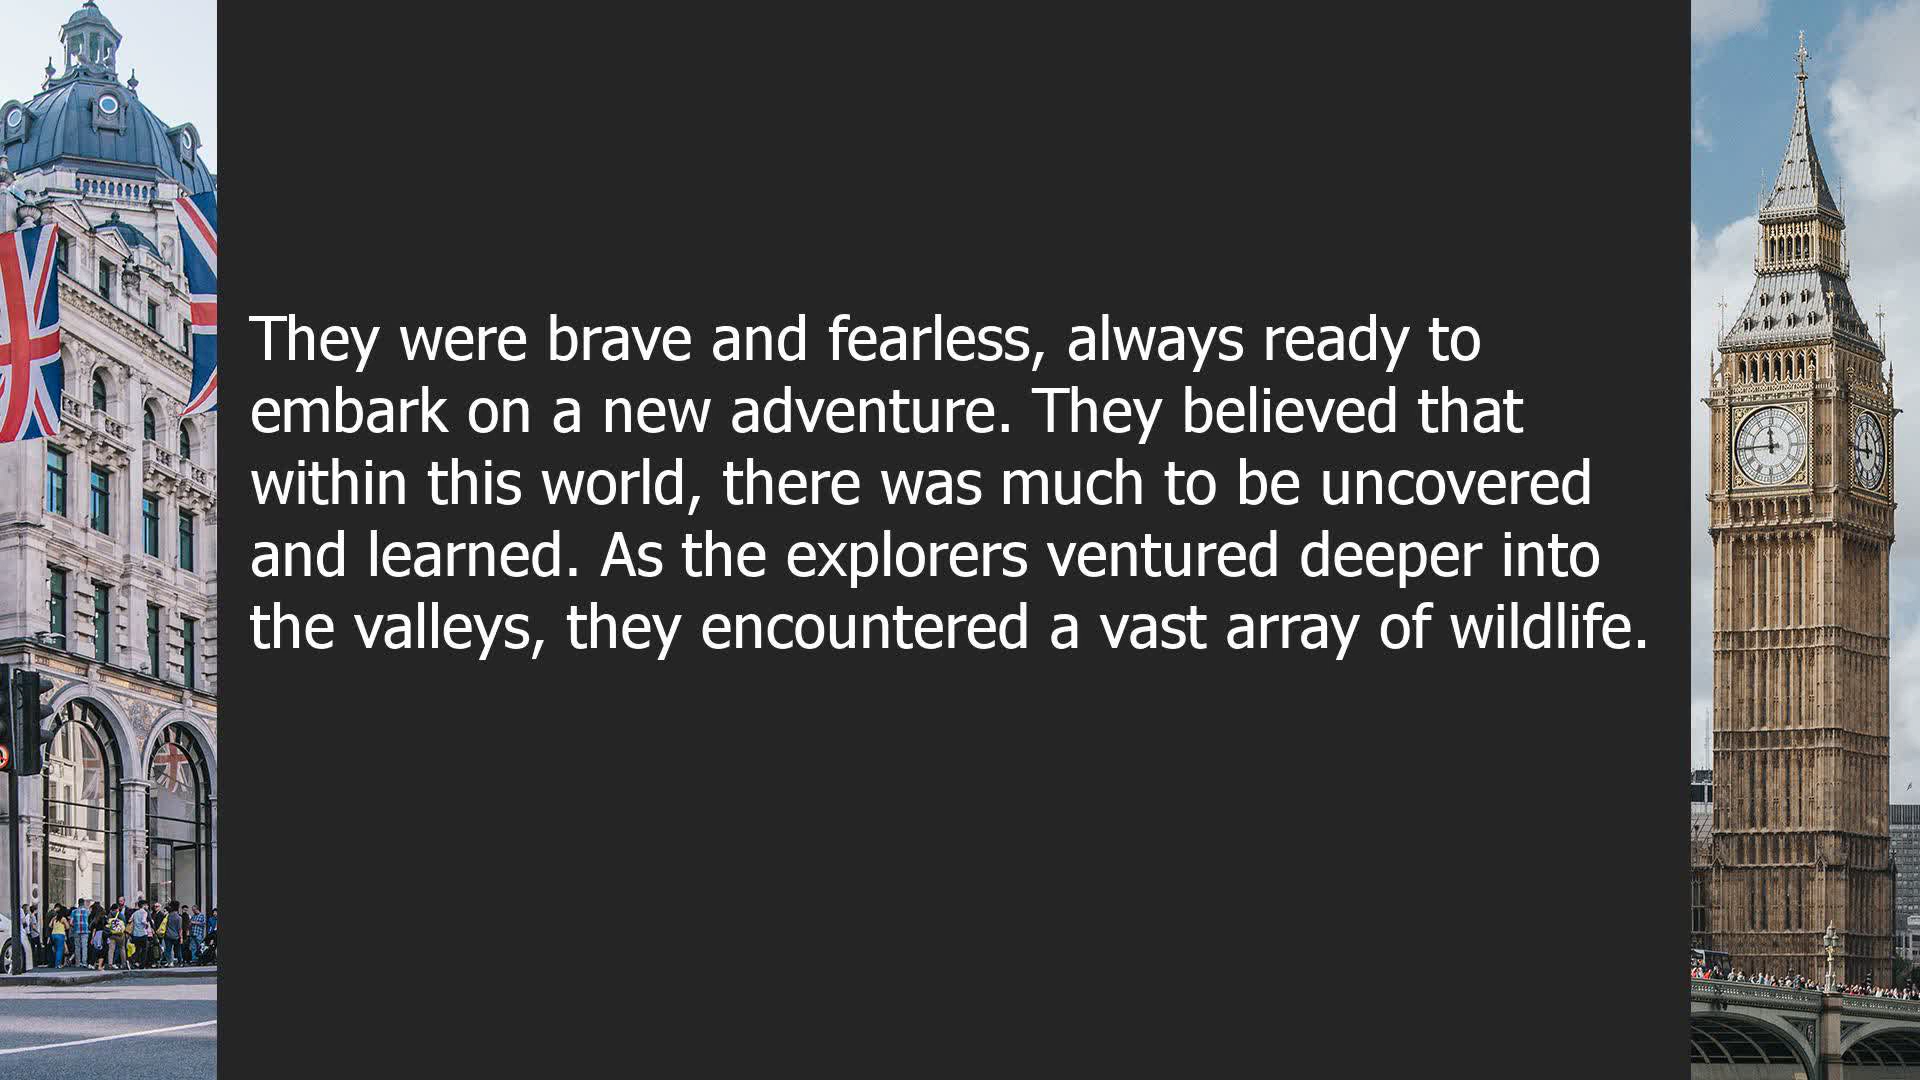 They were brave and fearless, always ready to
embark on a new adventure. They believed that
within this world, there was much to be uncovered
and learned. As the explorers ventured deeper into
the valleys, they encountered a vast array of wildlife.